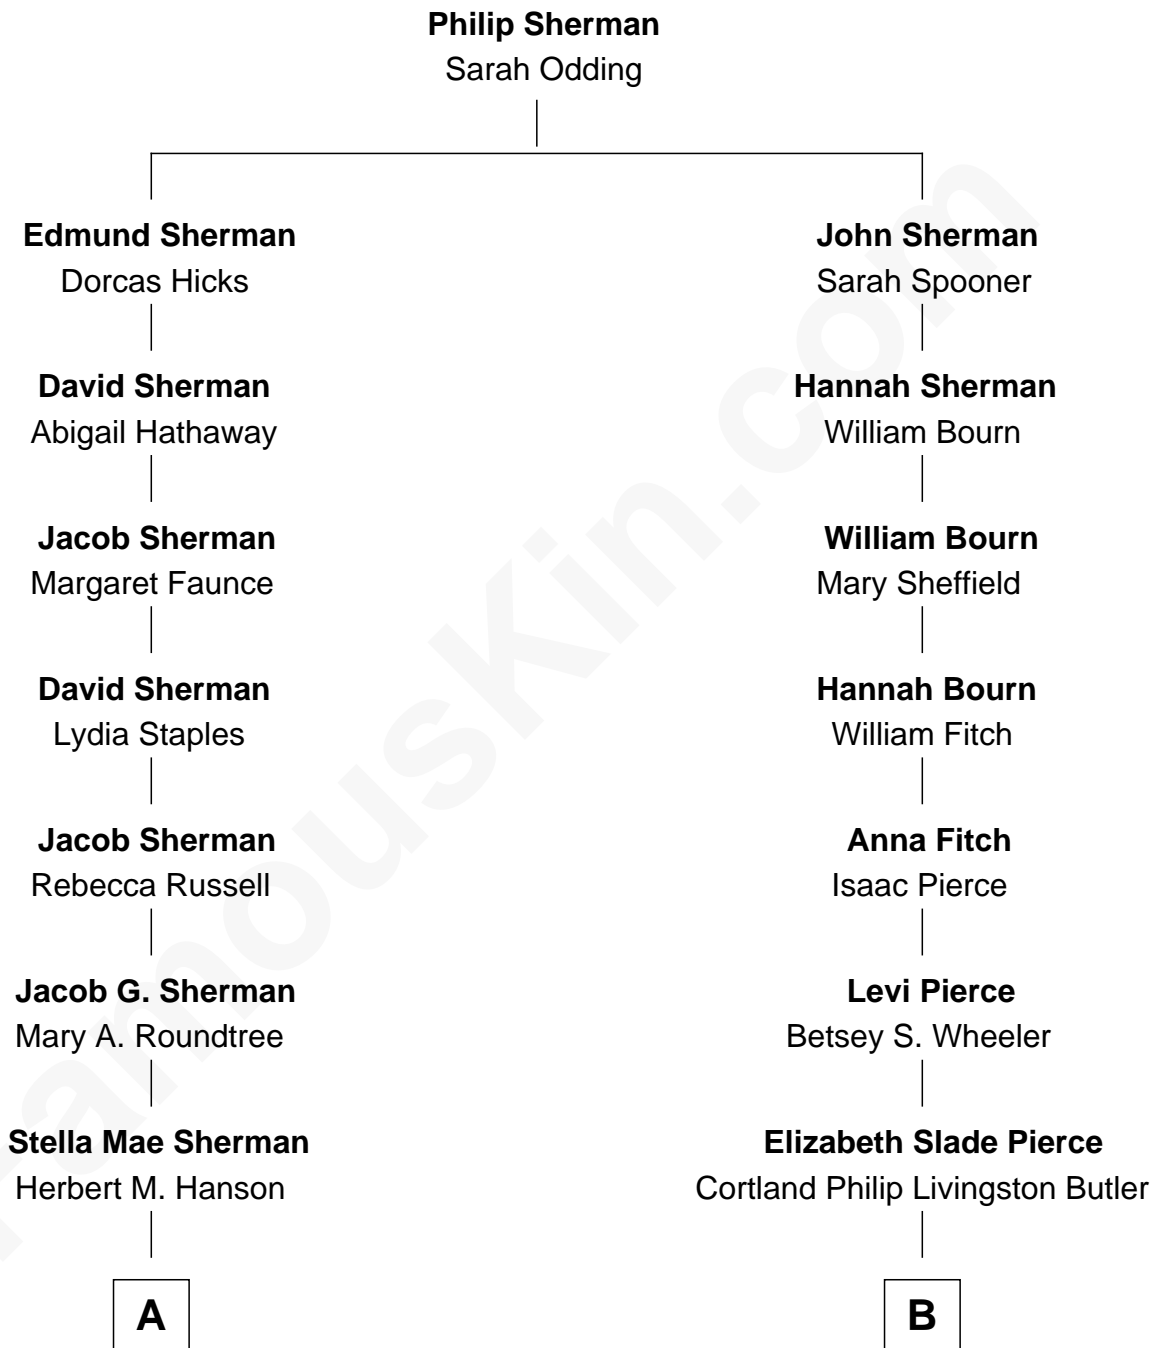 Philip Sherman
Sarah Odding
Edmund Sherman
Dorcas Hicks
John Sherman
Sarah Spooner
David Sherman
Abigail Hathaway
Hannah Sherman
William Bourn
Jacob Sherman
Margaret Faunce
William Bourn
Mary Sheffield
David Sherman
Lydia Staples
Hannah Bourn
William Fitch
Jacob Sherman
Rebecca Russell
Anna Fitch
Isaac Pierce
Jacob G. Sherman
Mary A. Roundtree
Levi Pierce
Betsey S. Wheeler
Stella Mae Sherman
Herbert M. Hanson
Elizabeth Slade Pierce
Cortland Philip Livingston Butler
A
B
FamousKin.com